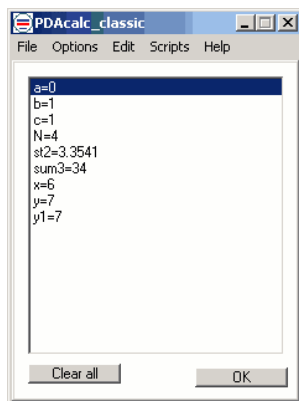 PDAcalc_classic
File Options Edit Scripts Help
a=0
b=1
c=1
N=4
st2=3.3541
sum3=34
x=6
y=7
y1=7
Clear all OK